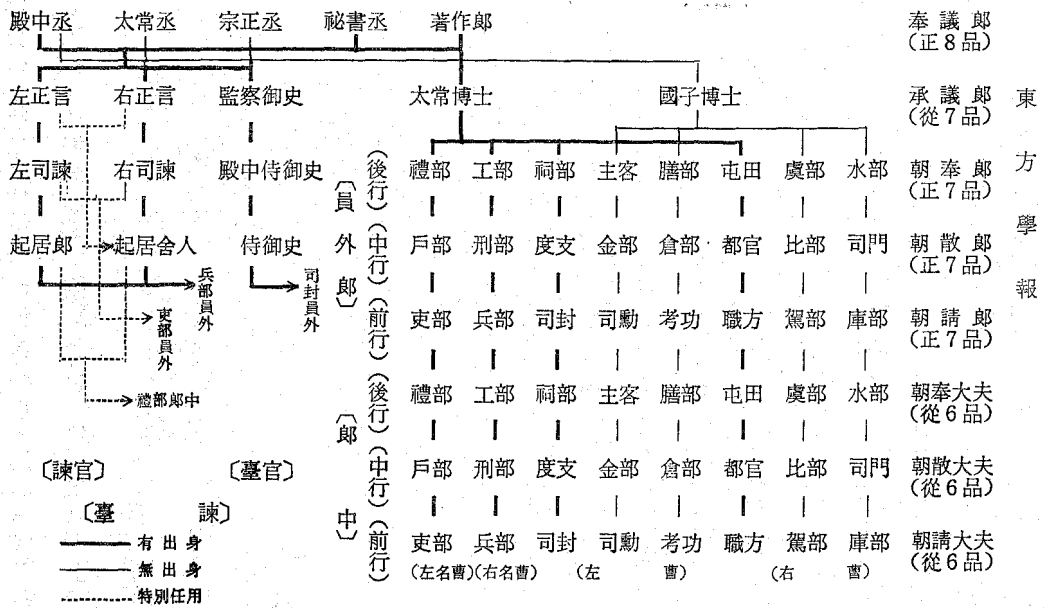 殿中丞 太常丞 宗正丞 祕書丞 著作郎 奉議郎
(正8品)
左正言 右正言 監察御史 太常博士 國子博士 承議郎
(從7品)
左司諫 右司諫 殿中侍御史 (後行) 禮部 工部 祠部 主客 膳部 屯田 虞部 水部 朝奉郎
(正7品)
〔員外郎〕
起居郎 起居舍人 侍御史 (中行) 戶部 刑部 度支 金部 倉部 都官 比部 司門 朝散郎
(正7品)
兵部員外
司封員外
吏部員外
(前行) 吏部 兵部 司封 司勳 考功 職方 駕部 庫部 朝請郎
(正7品)
禮部郎中
(後行) 禮部 工部 祠部 主客 膳部 屯田 虞部 水部 朝奉大夫
(從6品)
〔郎中〕
〔諫官〕 〔臺官〕 (中行) 戶部 刑部 度支 金部 倉部 都官 比部 司門 朝散大夫
(從6品)
〔臺諫〕
(前行) 吏部 兵部 司封 司勳 考功 職方 駕部 庫部 朝請大夫
(從6品)
(左名曹) (右名曹) (左曹) (右曹)
有出身
無出身
特別任用
東方學報